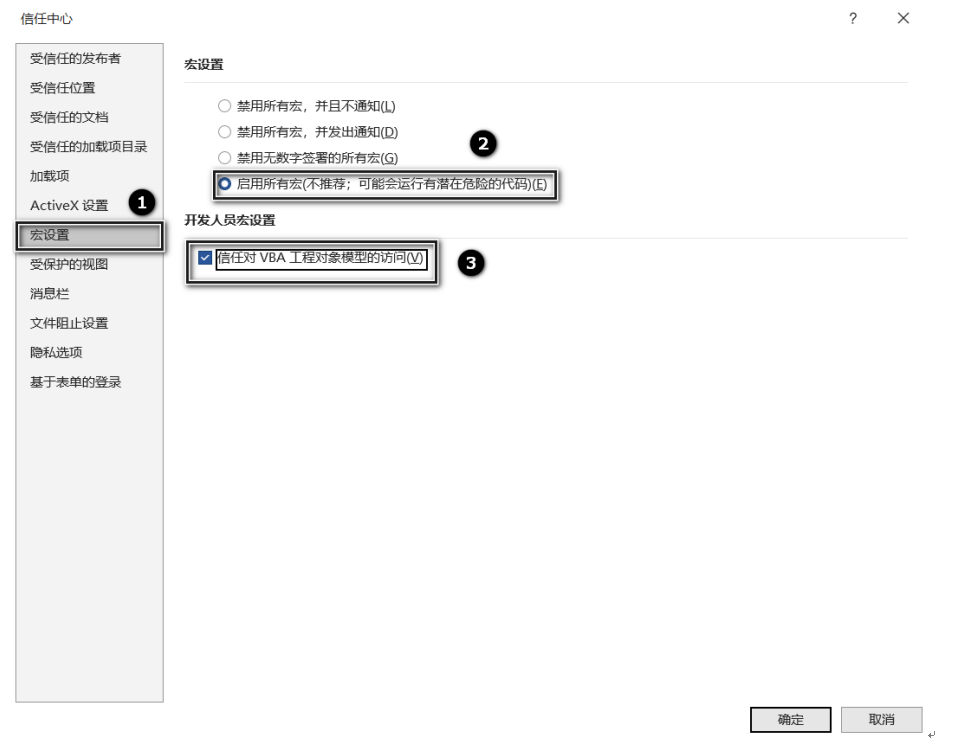 信任中心
?
受信任的发布者
受信任位置
受信任的文档
受信任的加载项目录
加载项
ActiveX 设置
1
宏设置
受保护的视图
消息栏
文件阻止设置
隐私选项
基于表单的登录
宏设置
禁用所有宏，并且不通知(L)
禁用所有宏，并发出通知(D)
2
禁用无数字签署的所有宏(G)
启用所有宏(不推荐；可能会运行有潜在危险的代码)(E)
开发人员宏设置
信任对 VBA 工程对象模型的访问(V)
3
确定
取消